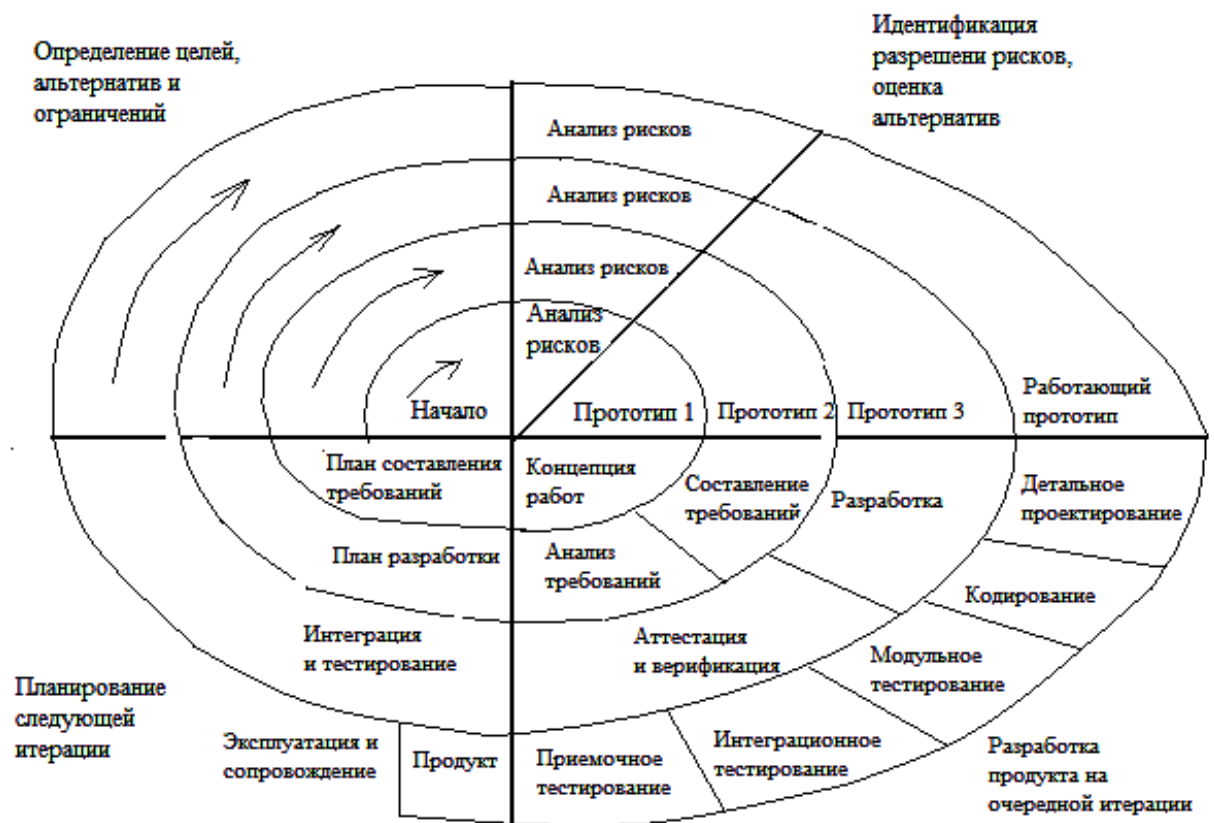 Определение целей,
альтернатив и
ограничений
Идентификация
разрешени рисков,
оценка
альтернатив
Анализ рисков
Анализ рисков
Анализ рисков
Анализ
рисков
Начало
Прототип 1
Прототип 2
Прототип 3
Работающий
прототип
План составления
требований
Концепция
работ
Составление
требований
Разработка
Детальное
проектирование
План разработки
Анализ
требований
Кодирование
Интеграция
и тестирование
Аттестация
и верификация
Модульное
тестирование
Планирование
следующей
итерации
Эксплуатация и
сопровождение
Продукт
Приемочное
тестирование
Интеграционное
тестирование
Разработка
продукта на
очередной итерации